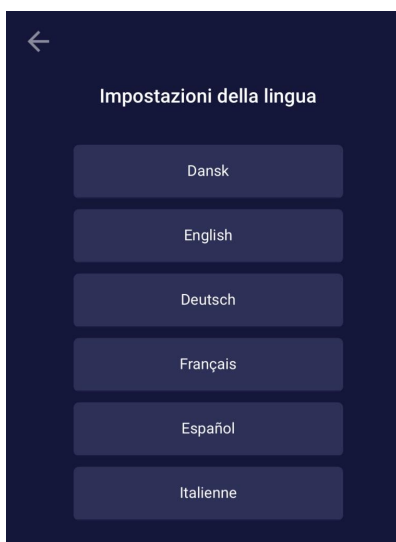 Impostazioni della lingua
Dansk
English
Deutsch
Français
Español
Italienne